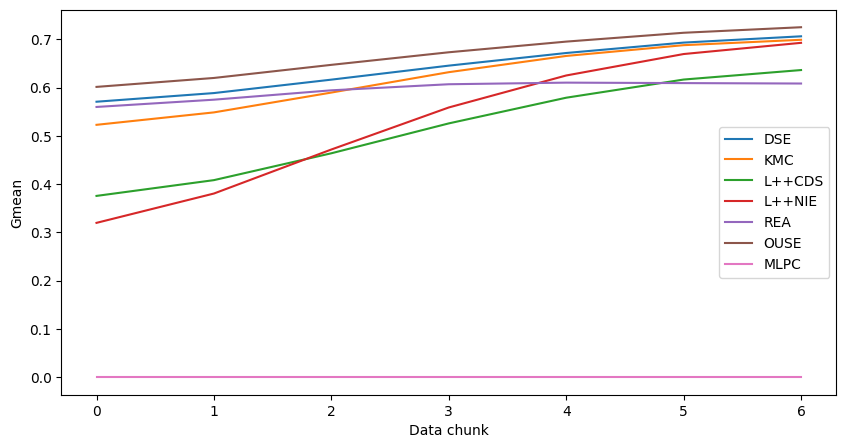 Gmean
0.7
0.6
0.5
0.4
0.3
0.2
0.1
0.0
0 1 2 3 4 5 6
Data chunk
DSE
KMC
L++CDS
L++NIE
REA
OUSE
MLPC